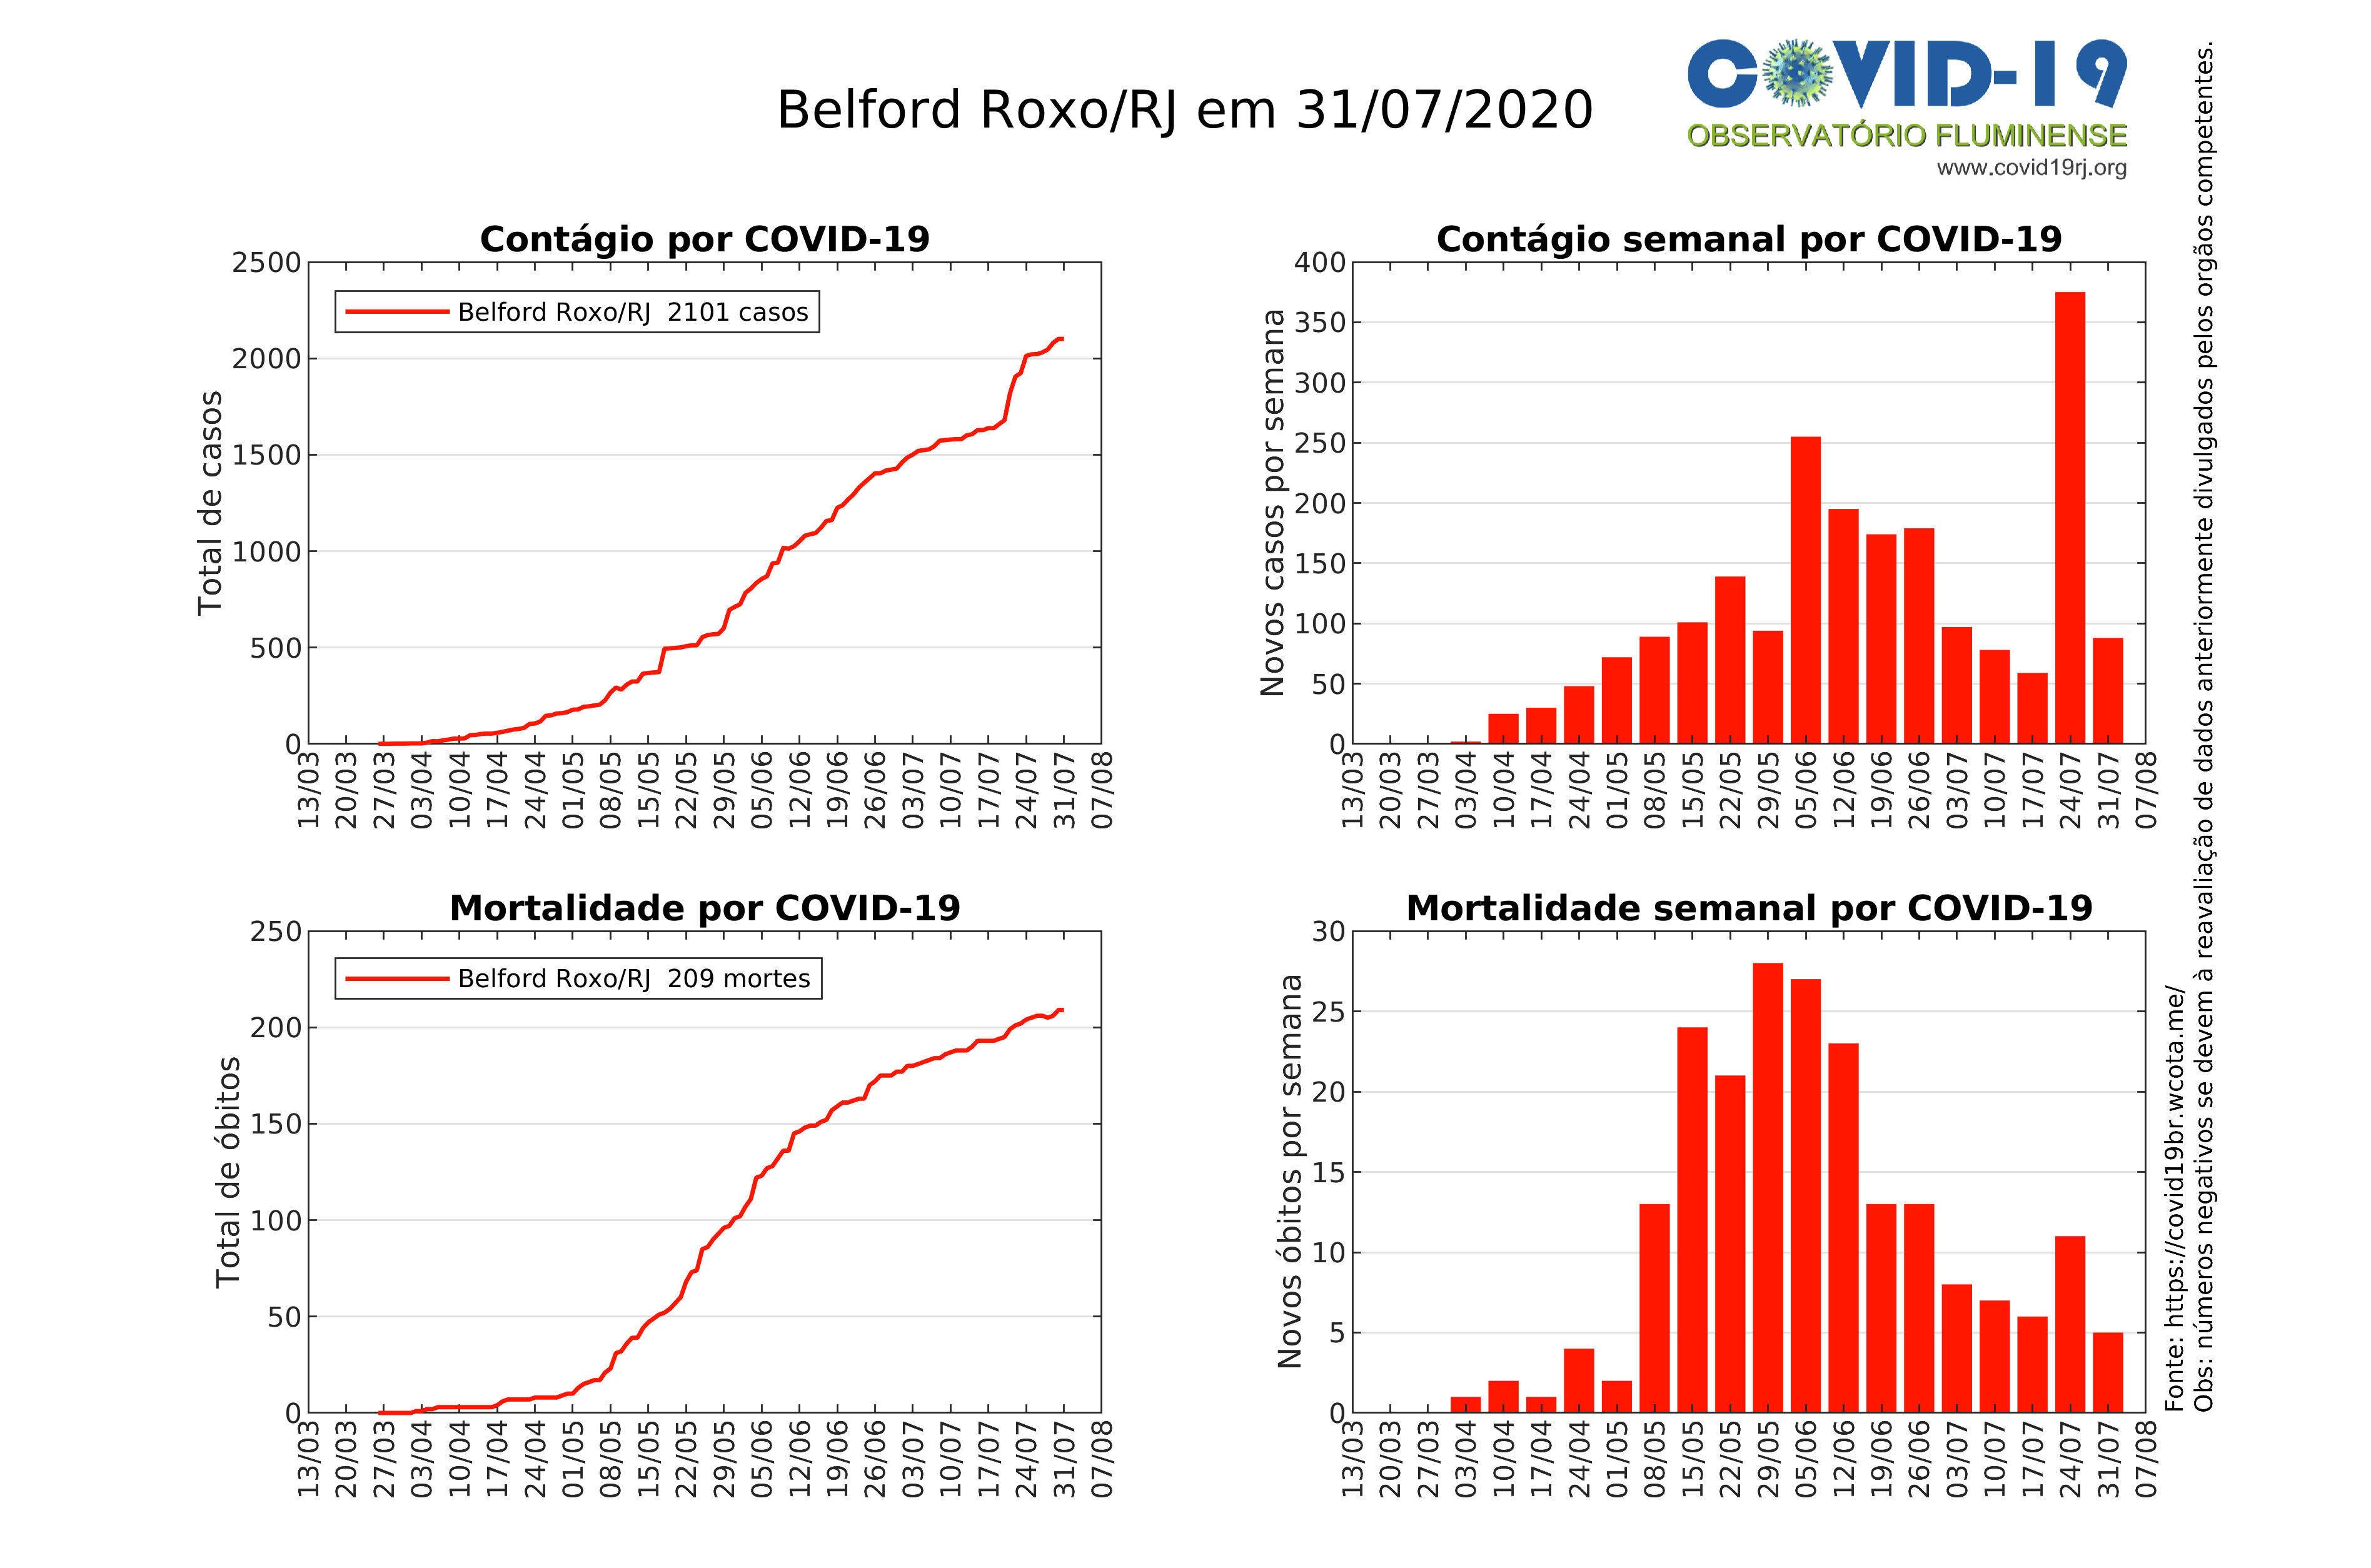 Belford Roxo/RJ em 31/07/2020
COVID-19
OBSERVATÓRIO FLUMINENSE
www.covid19rj.org
Contágio por COVID-19
Total de casos
2500
2000
1500
1000
500
0
Belford Roxo/RJ 2101 casos
13/03 20/03 27/03 03/04 10/04 17/04 24/04 01/05 08/05 15/05 22/05 29/05 05/06 12/06 19/06 26/06 03/07 10/07 17/07 24/07 31/07 07/08
Contágio semanal por COVID-19
Novos casos por semana
400
350
300
250
200
150
100
50
0
13/03 20/03 27/03 03/04 10/04 17/04 24/04 01/05 08/05 15/05 22/05 29/05 05/06 12/06 19/06 26/06 03/07 10/07 17/07 24/07 31/07 07/08
Mortalidade por COVID-19
Total de óbitos
250
200
150
100
50
0
Belford Roxo/RJ 209 mortes
13/03 20/03 27/03 03/04 10/04 17/04 24/04 01/05 08/05 15/05 22/05 29/05 05/06 12/06 19/06 26/06 03/07 10/07 17/07 24/07 31/07 07/08
Mortalidade semanal por COVID-19
Novos óbitos por semana
30
25
20
15
10
5
0
13/03 20/03 27/03 03/04 10/04 17/04 24/04 01/05 08/05 15/05 22/05 29/05 05/06 12/06 19/06 26/06 03/07 10/07 17/07 24/07 31/07 07/08
Fonte: https://covid19br.wcota.me/
Obs: números negativos se devem à reavaliação de dados anteriormente divulgados pelos orgãos competentes.